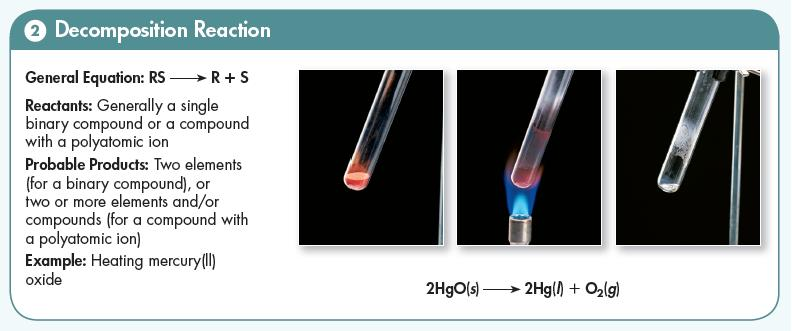 2 Decomposition Reaction
General Equation: RS ⟶ R + S
Reactants: Generally a single
binary compound or a compound
with a polyatomic ion
Probable Products: Two elements
(for a binary compound), or
two or more elements and/or
compounds (for a compound with
a polyatomic ion)
Example: Heating mercury(II)
oxide
2HgO(s) ⟶ 2Hg(l) + O₂(g)